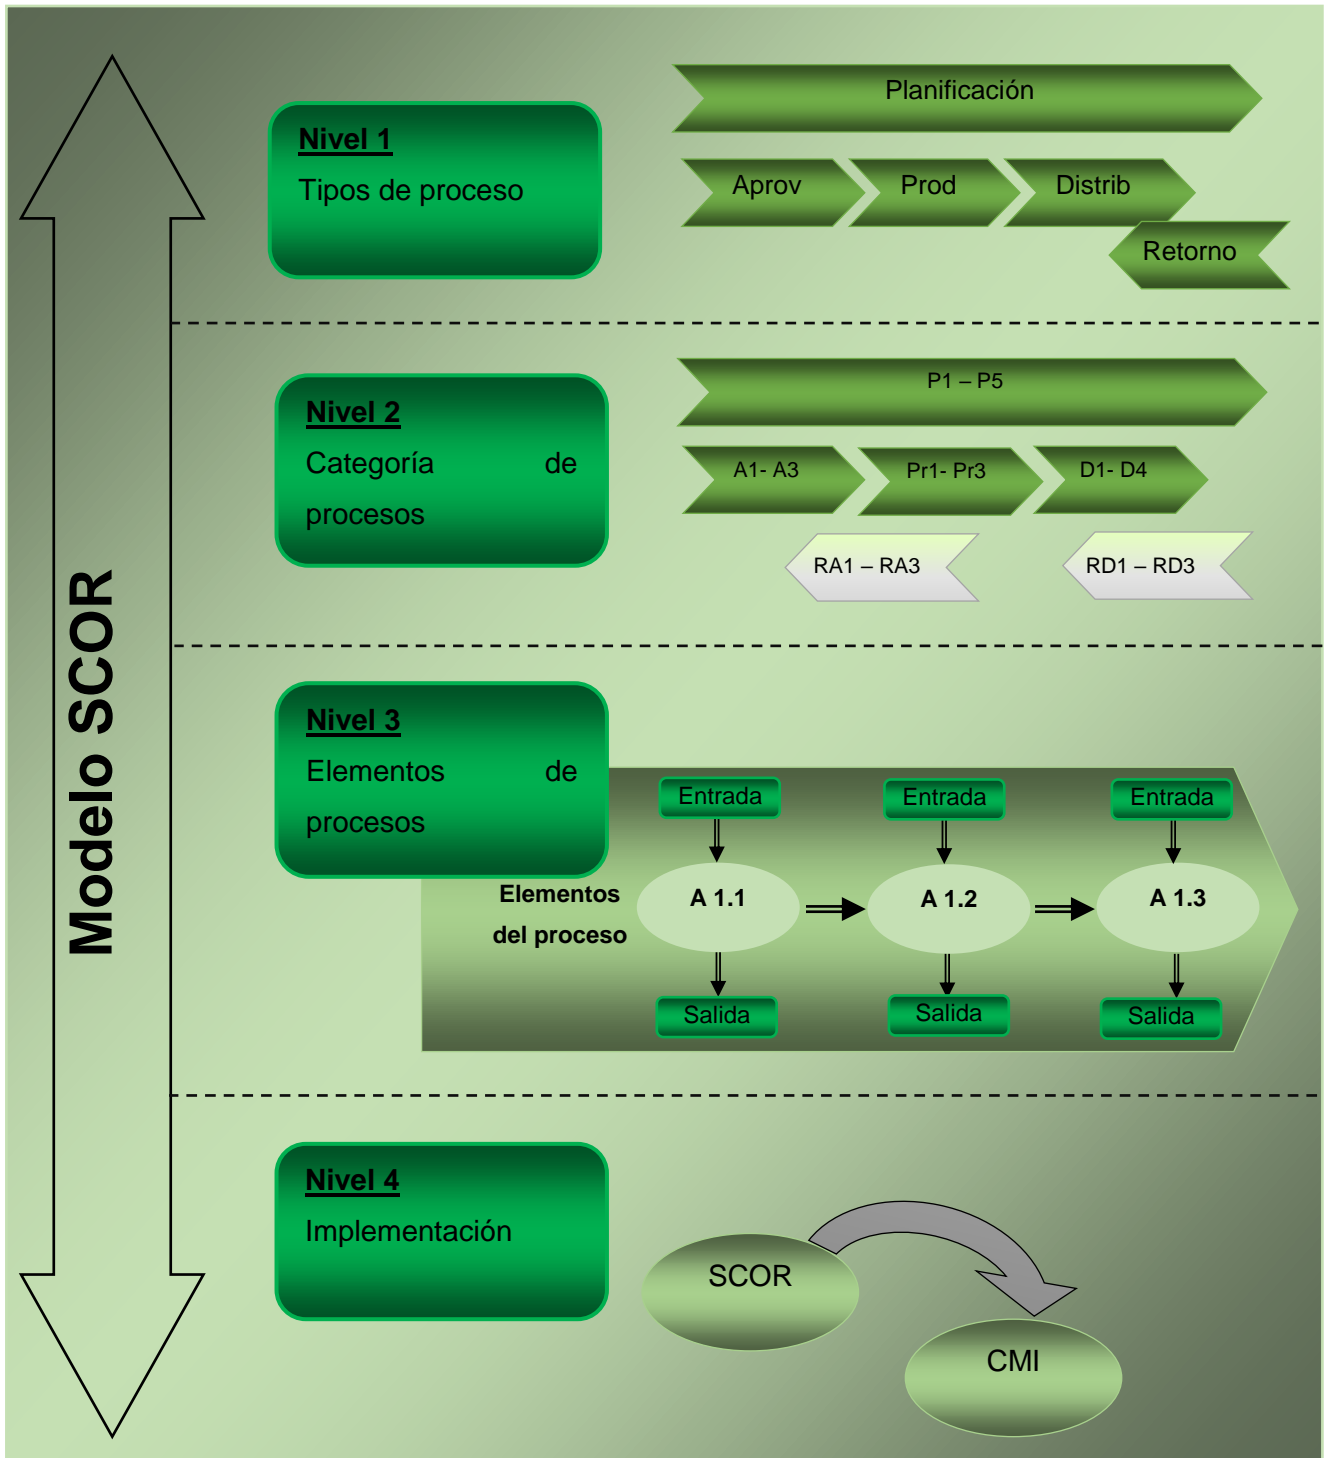 Modelo SCOR
Nivel 1
Tipos de proceso
Planificación
Aprov
Prod
Distrib
Retorno
Nivel 2
Categoría de
procesos
P1 – P5
A1- A3
Pr1- Pr3
D1- D4
RA1 – RA3
RD1 – RD3
Nivel 3
Elementos de
procesos
Entrada
Entrada
Entrada
Elementos
del proceso
A 1.1
A 1.2
A 1.3
Salida
Salida
Salida
Nivel 4
Implementación
SCOR
CMI